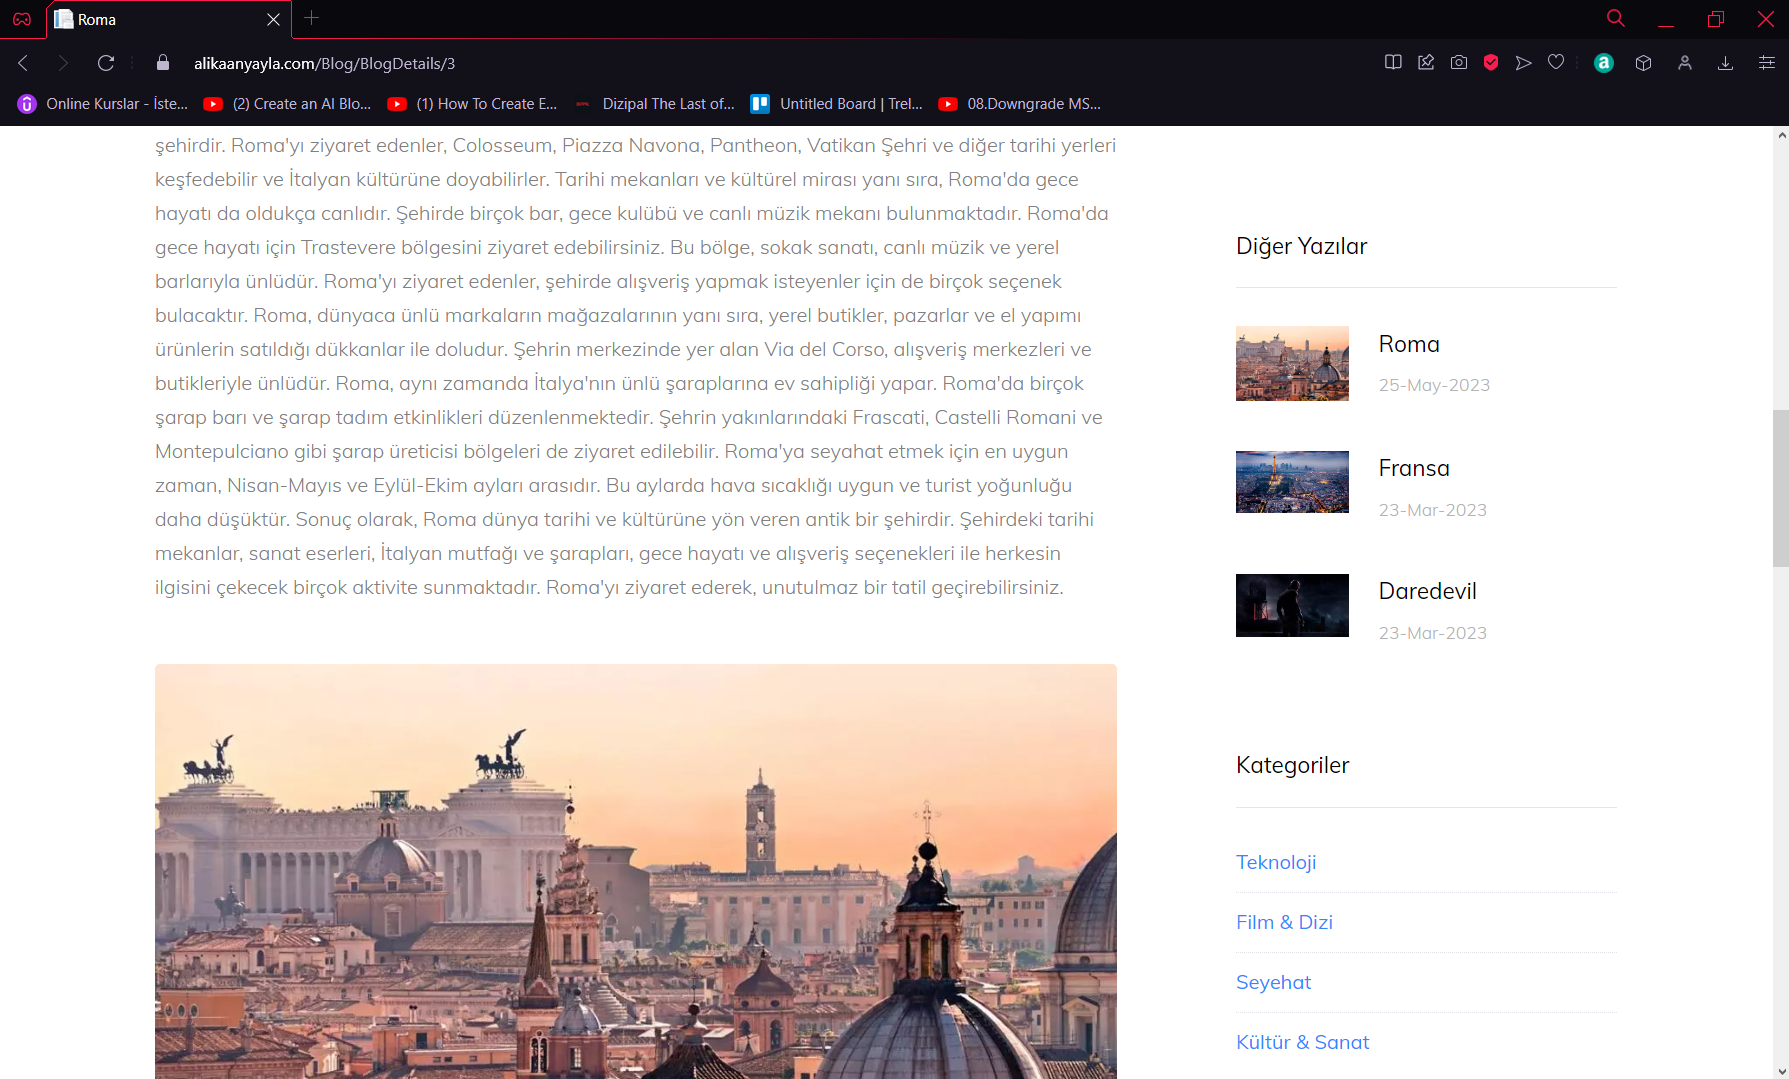 Roma
alikaanyayla.com/Blog/BlogDetails/3
Online Kurslar - İste...
(2) Create an AI Blo...
(1) How To Create E...
Dizipal The Last of...
Untitled Board | Trel...
08.Downgrade MS...
şehirdir. Roma'yı ziyaret edenler, Colosseum, Piazza Navona, Pantheon, Vatikan Şehri ve diğer tarihi yerleri
keşfedebilir ve İtalyan kültürüne doyabilirler. Tarihi mekanları ve kültürel mirası yanı sıra, Roma'da gece
hayatı da oldukça canlıdır. Şehirde birçok bar, gece kulübü ve canlı müzik mekanı bulunmaktadır. Roma'da
gece hayatı için Trastevere bölgesini ziyaret edebilirsiniz. Bu bölge, sokak sanatı, canlı müzik ve yerel
barlarıyla ünlüdür. Roma'yı ziyaret edenler, şehirde alışveriş yapmak isteyenler için de birçok seçenek
bulacaktır. Roma, dünyaca ünlü markaların mağazalarının yanı sıra, yerel butikler, pazarlar ve el yapımı
ürünlerin satıldığı dükkanlar ile doludur. Şehrin merkezinde yer alan Via del Corso, alışveriş merkezleri ve
butikleriyle ünlüdür. Roma, aynı zamanda İtalya'nın ünlü şaraplarına ev sahipliği yapar. Roma'da birçok
şarap barı ve şarap tadım etkinlikleri düzenlenmektedir. Şehrin yakınlarındaki Frascati, Castelli Romani ve
Montepulciano gibi şarap üreticisi bölgeleri de ziyaret edilebilir. Roma'ya seyahat etmek için en uygun
zaman, Nisan-Mayıs ve Eylül-Ekim ayları arasıdır. Bu aylarda hava sıcaklığı uygun ve turist yoğunluğu
daha düşüktür. Sonuç olarak, Roma dünya tarihi ve kültürüne yön veren antik bir şehirdir. Şehirdeki tarihi
mekanlar, sanat eserleri, İtalyan mutfağı ve şarapları, gece hayatı ve alışveriş seçenekleri ile herkesin
ilgisini çekecek birçok aktivite sunmaktadır. Roma'yı ziyaret ederek, unutulmaz bir tatil geçirebilirsiniz.
Diğer Yazılar
Roma
25-May-2023
Fransa
23-Mar-2023
Daredevil
23-Mar-2023
Kategoriler
Teknoloji
Film & Dizi
Seyehat
Kültür & Sanat